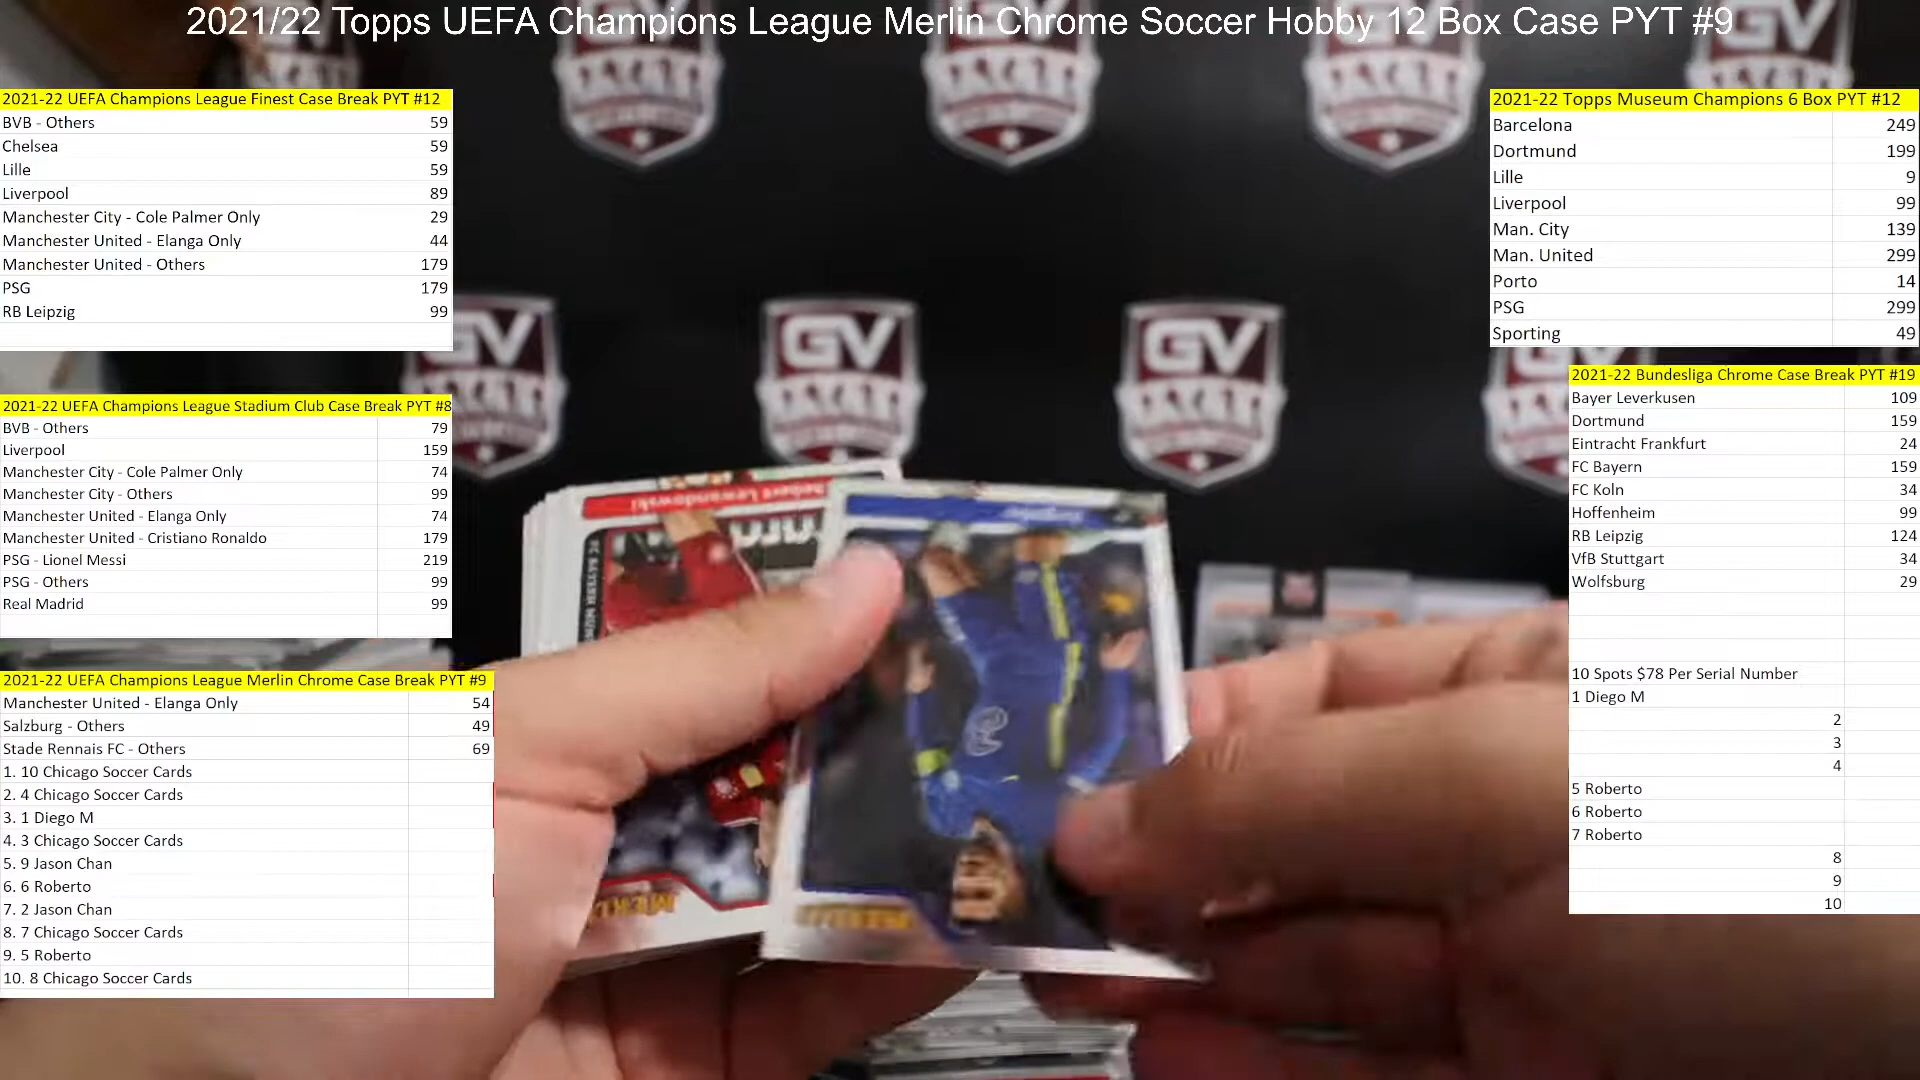 2021/22 Topps UEFA Champions League Merlin Chrome Soccer Hobby 12 Box Case PYT #9
2021-22 UEFA Champions League Finest Case Break PYT #12
BVB - Others 59
Chelsea 59
Lille 59
Liverpool 89
Manchester City - Cole Palmer Only 29
Manchester United - Elanga Only 44
Manchester United - Others 179
PSG 179
RB Leipzig 99
2021-22 UEFA Champions League Stadium Club Case Break PYT #8
BVB - Others 79
Liverpool 159
Manchester City - Cole Palmer Only 74
Manchester City - Others 99
Manchester United - Elanga Only 74
Manchester United - Cristiano Ronaldo 179
PSG - Lionel Messi 219
PSG - Others 99
Real Madrid 99
2021-22 UEFA Champions League Merlin Chrome Case Break PYT #9
Manchester United - Elanga Only 54
Salzburg - Others 49
Stade Rennais FC - Others 69
1. 10 Chicago Soccer Cards
2. 4 Chicago Soccer Cards
3. 1 Diego M
4. 3 Chicago Soccer Cards
5. 9 Jason Chan
6. 6 Roberto
7. 2 Jason Chan
8. 7 Chicago Soccer Cards
9. 5 Roberto
10. 8 Chicago Soccer Cards
2021-22 Topps Museum Champions 6 Box PYT #12
Barcelona 249
Dortmund 199
Lille 9
Liverpool 99
Man. City 139
Man. United 299
Porto 14
PSG 299
Sporting 49
2021-22 Bundesliga Chrome Case Break PYT #19
Bayer Leverkusen 109
Dortmund 159
Eintracht Frankfurt 24
FC Bayern 159
FC Koln 34
Hoffenheim 99
RB Leipzig 124
VfB Stuttgart 34
Wolfsburg 29
10 Spots $78 Per Serial Number
1 Diego M
2
3
4
5 Roberto
6 Roberto
7 Roberto
8
9
10
GV
GV
GV
GV
GV
GV
GV
Robert Lewandowski
MERLIN